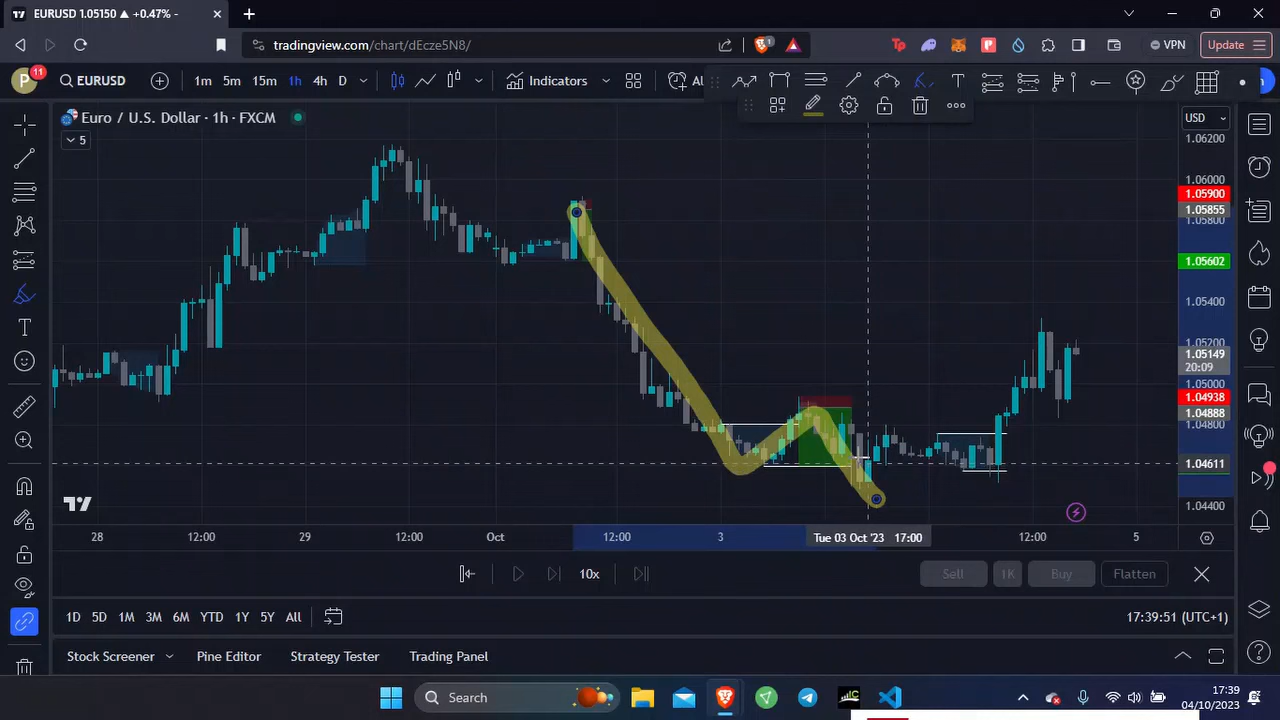 EURUSD 1.05150 ▲ +0.47% -
tradingview.com/chart/dEcze5N8/
VPN
Update
P
11
EURUSD
1m 5m 15m 1h 4h D
Indicators
Euro / U.S. Dollar · 1h · FXCM
5
USD
1.06200
1.06000
1.05900
1.05855
1.05800
1.05602
1.05400
1.05200
1.05149
20:09
1.05000
1.04938
1.04888
1.04800
1.04611
1.04400
28
12:00
29
12:00
Oct
12:00
3
Tue 03 Oct '23 17:00
12:00
5
10x
Sell
1K
Buy
Flatten
1D 5D 1M 3M 6M YTD 1Y 5Y All
17:39:51 (UTC+1)
Stock Screener
Pine Editor
Strategy Tester
Trading Panel
Search
17:39
04/10/2023